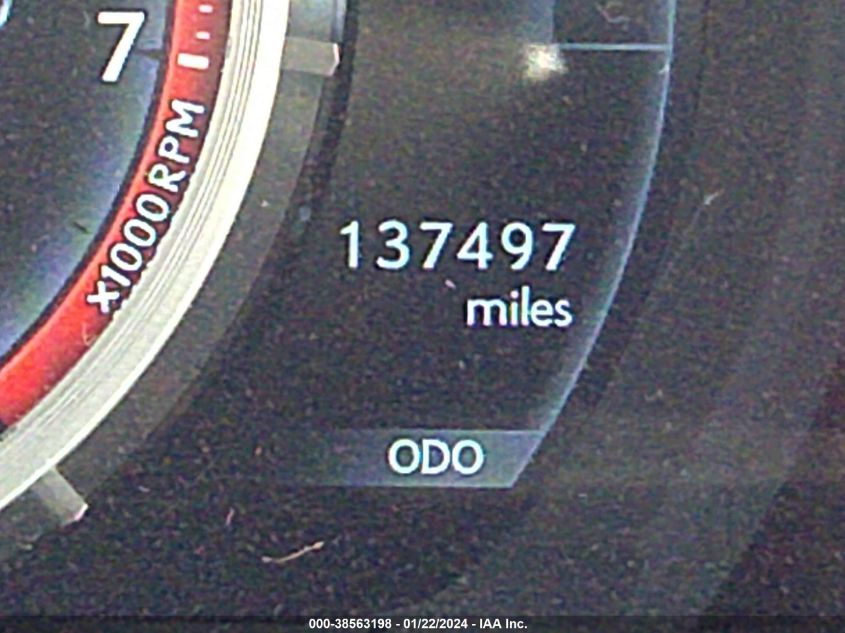 7
x1000RPM
137497
miles
ODO
000-38563198 - 01/22/2024 - IAA Inc.